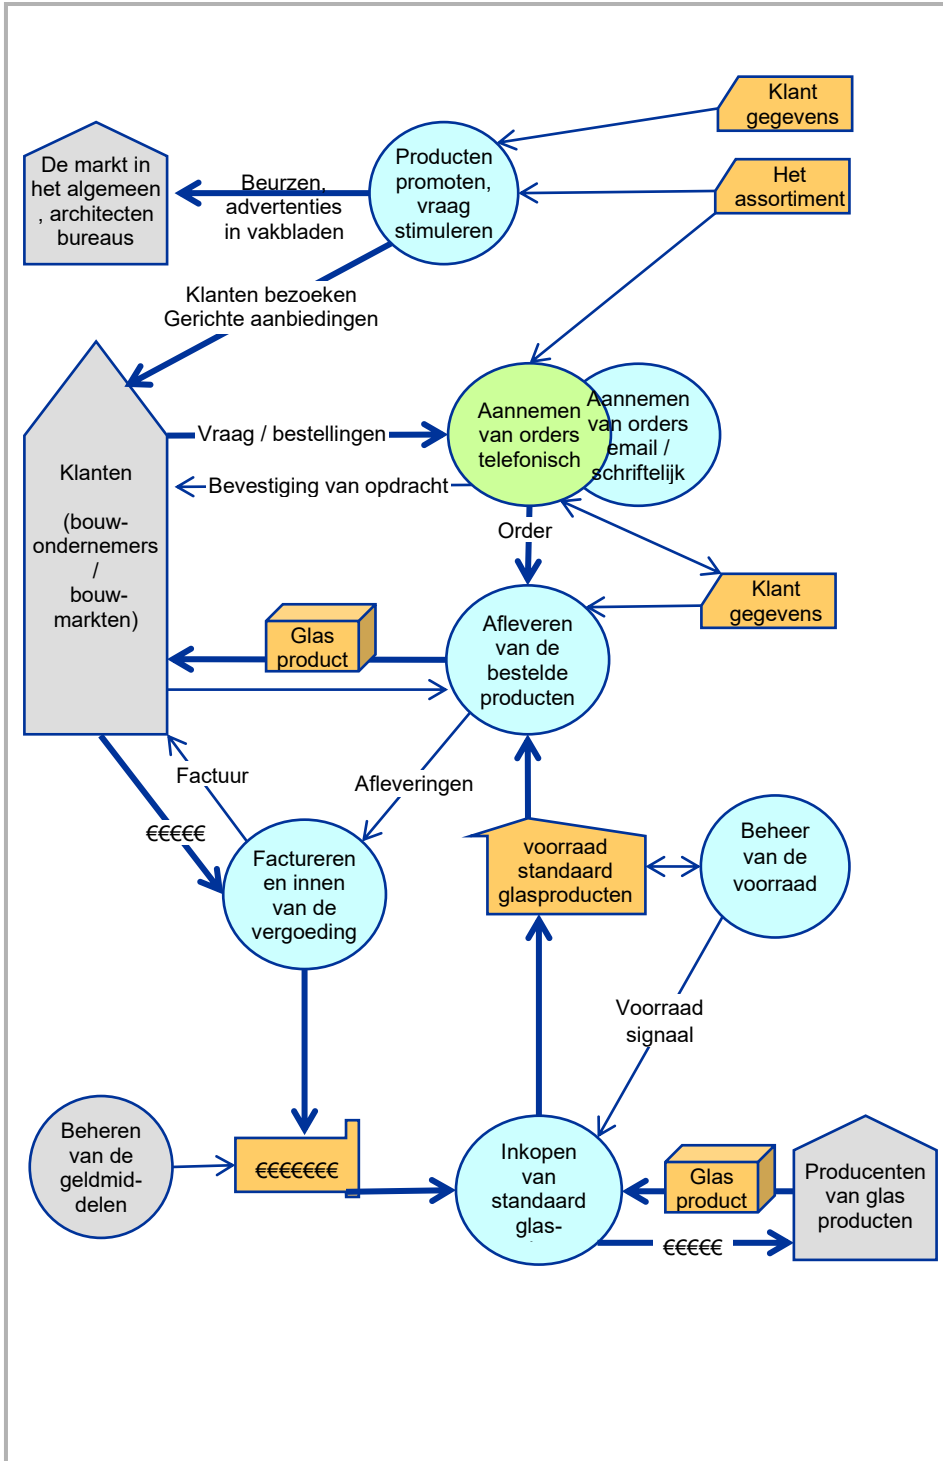 Klant
gegevens
Het
assortiment
De markt in
het algemeen
, architecten
bureaus
Beurzen,
advertenties
in vakbladen
Producten
promoten,
vraag
stimuleren
Klanten bezoeken
Gerichte aanbiedingen
Klanten
(bouw-
ondernemers
/
bouw-
markten)
Vraag / bestellingen
Aannemen
van orders
telefonisch
Aannemen
van orders
email /
schriftelijk
Bevestiging van opdracht
Order
Klant
gegevens
Glas
product
Afleveren
van de
bestelde
producten
Factuur
Afleveringen
€€€€€
Factureren
en innen
van de
vergoeding
voorraad
standaard
glasproducten
Beheer
van de
voorraad
Voorraad
signaal
Beheren
van de
geldmid-
delen
€€€€€€€
Inkopen
van
standaard
glas-
Glas
product
€€€€€
Producenten
van glas
producten